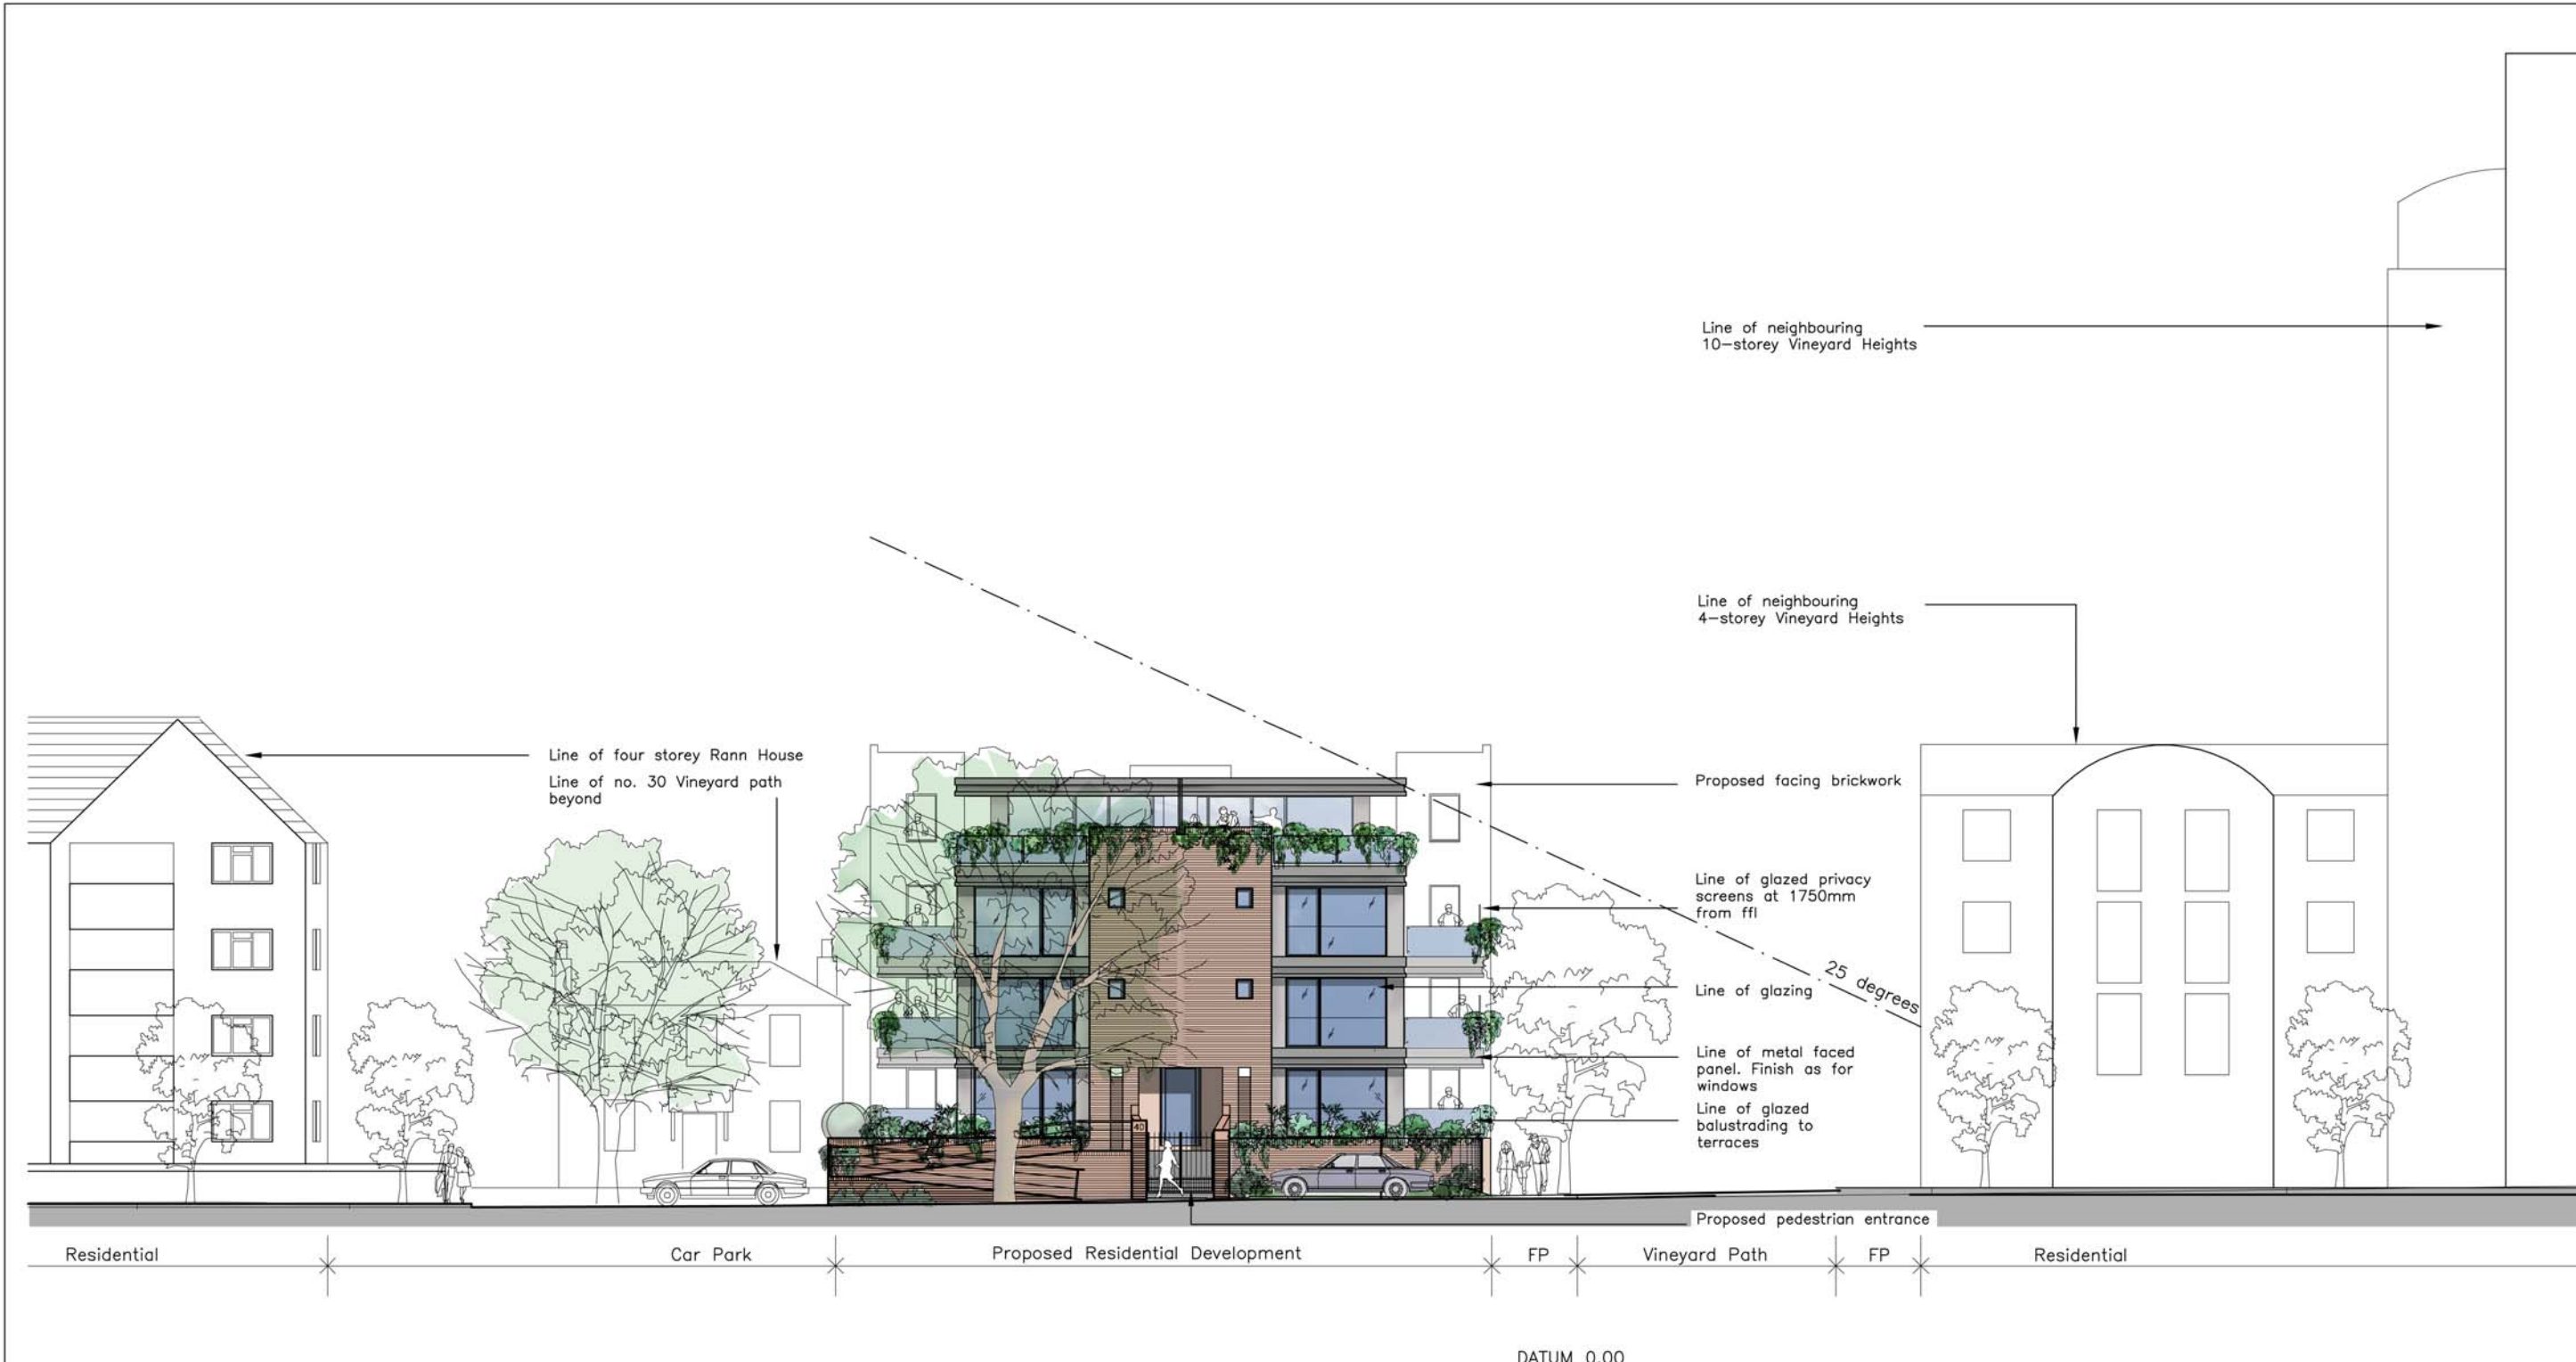 Line of neighbouring
10-storey Vineyard Heights
Line of neighbouring
4-storey Vineyard Heights
Line of four storey Rann House
Line of no. 30 Vineyard path
beyond
Proposed facing brickwork
Line of glazed privacy
screens at 1750mm
from ffl
25 degrees
Line of glazing
Line of metal faced
panel. Finish as for
windows
Line of glazed
balustrading to
terraces
40
Proposed pedestrian entrance
Residential
Car Park
Proposed Residential Development
FP
Vineyard Path
FP
Residential
DATUM 0.00